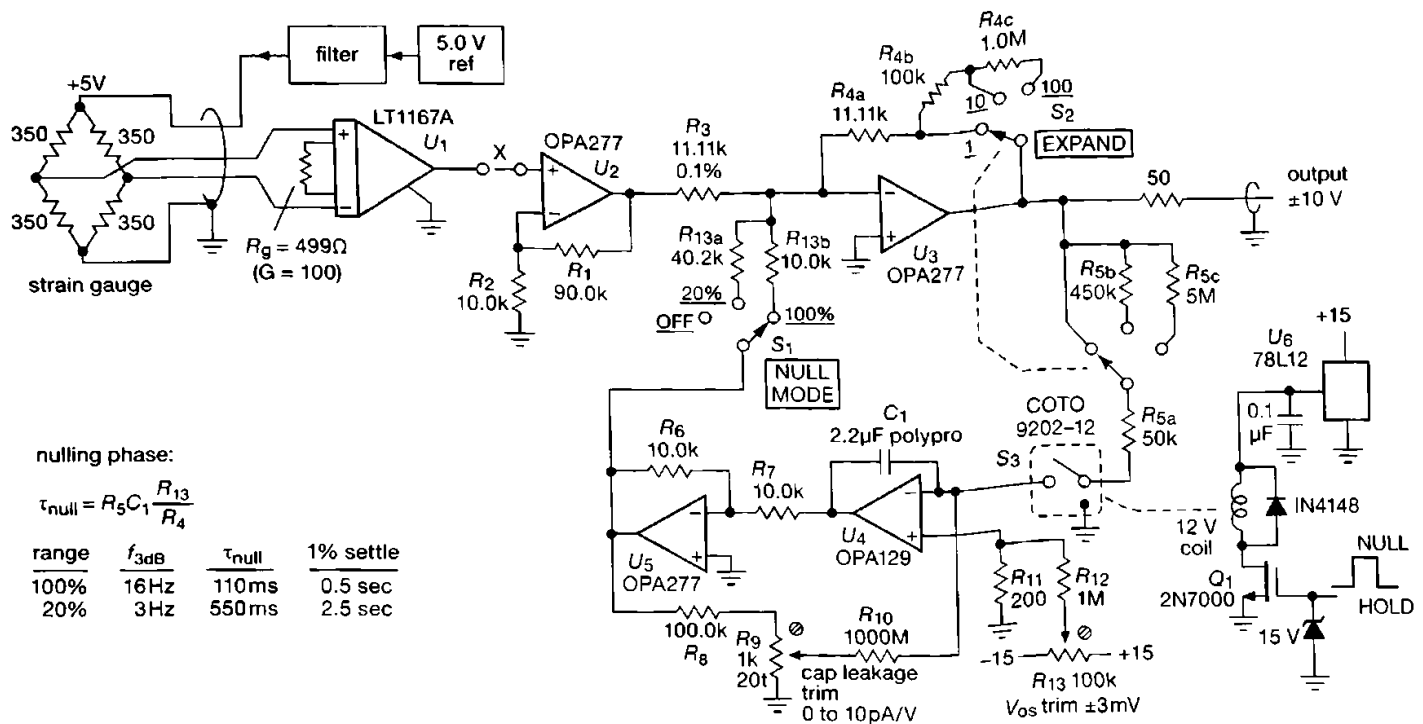 filter
5.0 V
ref
+5V
350
350
350
350
strain gauge
LT1167A
U1
+
−
Rg = 499Ω
(G = 100)
X
OPA277
U2
+
−
R1
90.0k
R2
10.0k
R3
11.11k
0.1%
R4a
11.11k
R4b
100k
R4c
1.0M
10
100
1
S2
EXPAND
R13a
40.2k
R13b
10.0k
20%
OFF
100%
S1
NULL
MODE
−
+
U3
OPA277
50
output
±10 V
R5b
450k
R5c
5M
R5a
50k
COTO
9202–12
S3
C1
2.2µF polypro
R6
10.0k
R7
10.0k
−
+
U5
OPA277
−
+
U4
OPA129
100.0k
R8
R9
1k
20t
R10
1000M
cap leakage
trim
0 to 10pA/V
R11
200
R12
1M
–15
+15
R13 100k
VOS trim ±3mV
+15
U6
78L12
0.1
µF
IN4148
12 V
coil
Q1
2N7000
15 V
NULL
HOLD
nulling phase:
τnull = R5C1 R13/R4
range f3dB τnull 1% settle
100% 16Hz 110ms 0.5 sec
20% 3Hz 550ms 2.5 sec